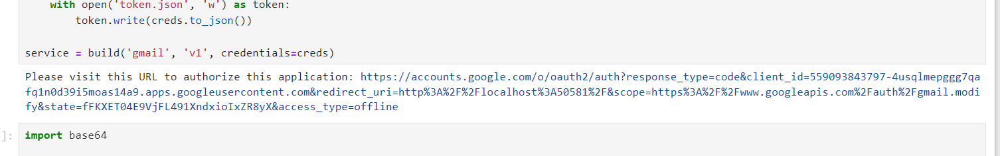 with open('token.json', 'w') as token:
token.write(creds.to_json())
service = build('gmail', 'v1', credentials=creds)
Please visit this URL to authorize this application: https://accounts.google.com/o/oauth2/auth?response_type=code&client_id=559093843797-4usqlmepggg7qa
fq1n0d39i5moas14a9.apps.googleusercontent.com&redirect_uri=http%3A%2F%2Flocalhost%3A50581%2F&scope=https%3A%2F%2Fwww.googleapis.com%2Fauth%2Fgmail.modi
fy&state=fFKXET04E9VjFL491XndxioIxZR8yX&access_type=offline
]: import base64